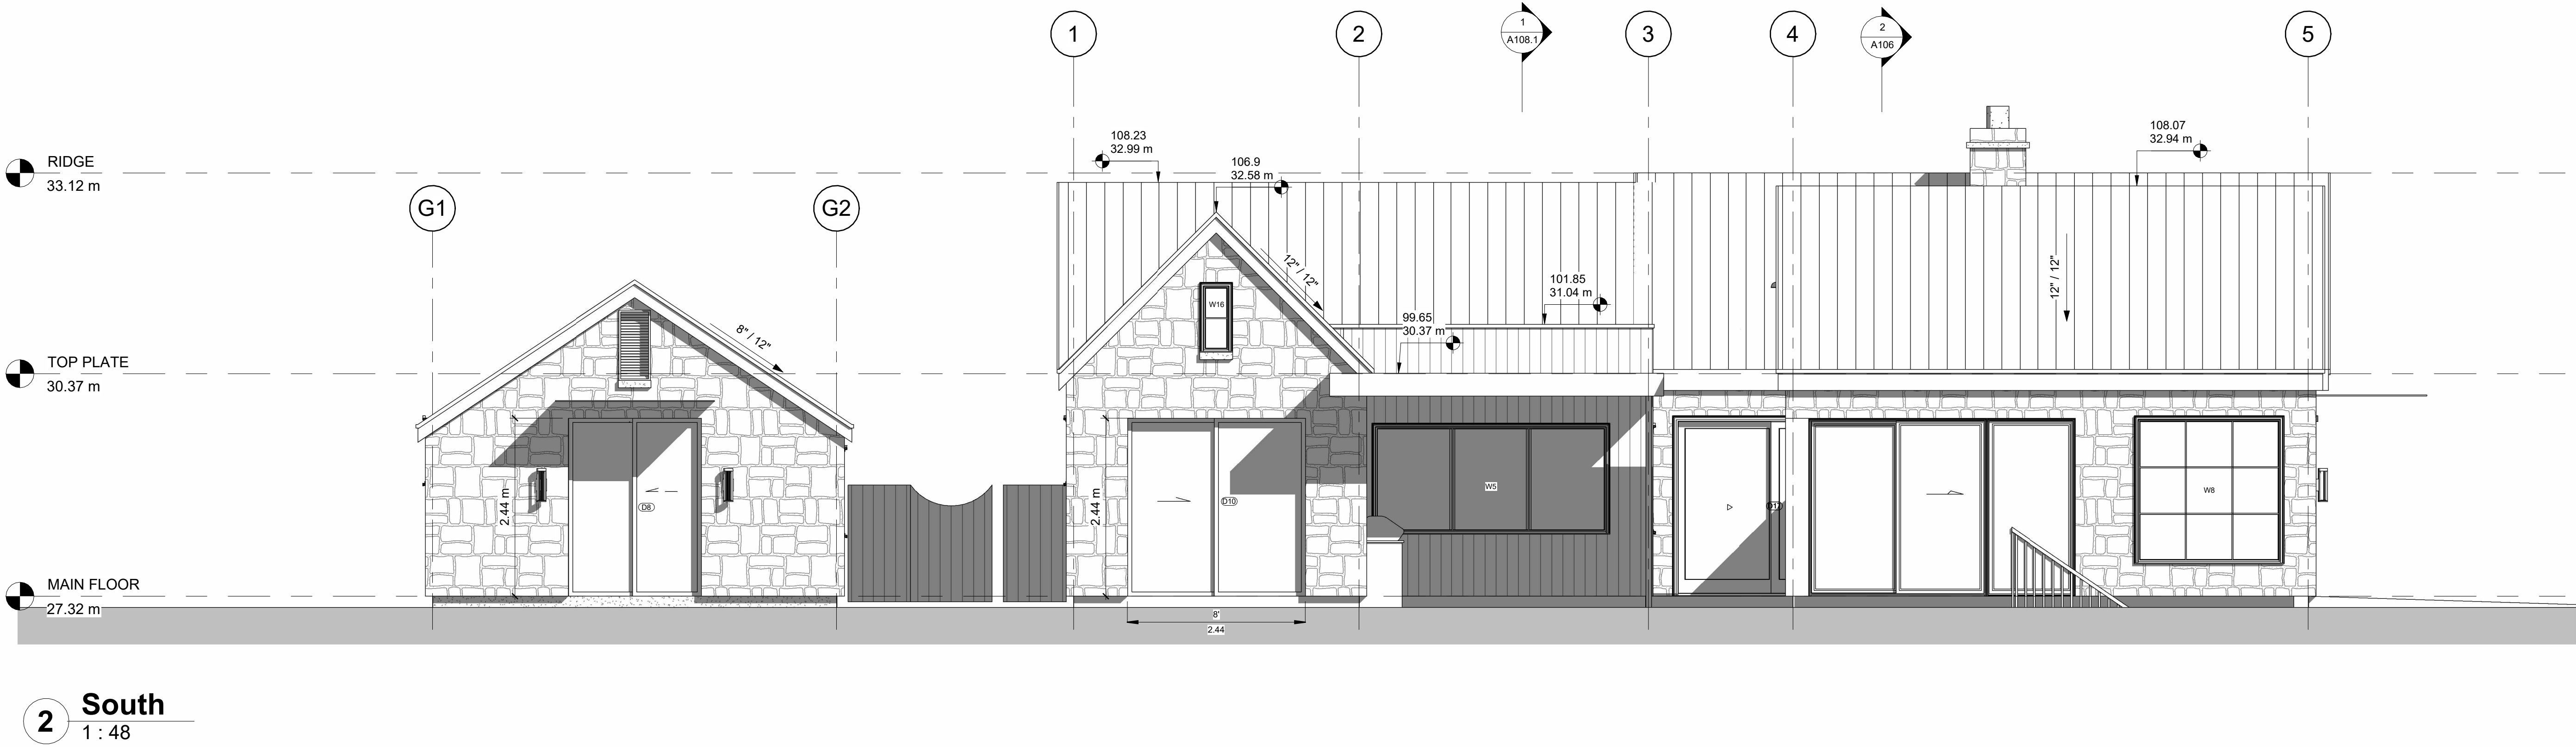 1
2
1
A108.1
3
4
2
A106
5
RIDGE
33.12 m
G1
G2
108.23
32.99 m
106.9
32.58 m
108.07
32.94 m
12" / 12"
101.85
31.04 m
12" / 12"
W16
99.65
30.37 m
8" / 12"
TOP PLATE
30.37 m
2.44 m
D8
2.44 m
D10
W5
W8
MAIN FLOOR
27.32 m
8'
2.44
2
South
1 : 48